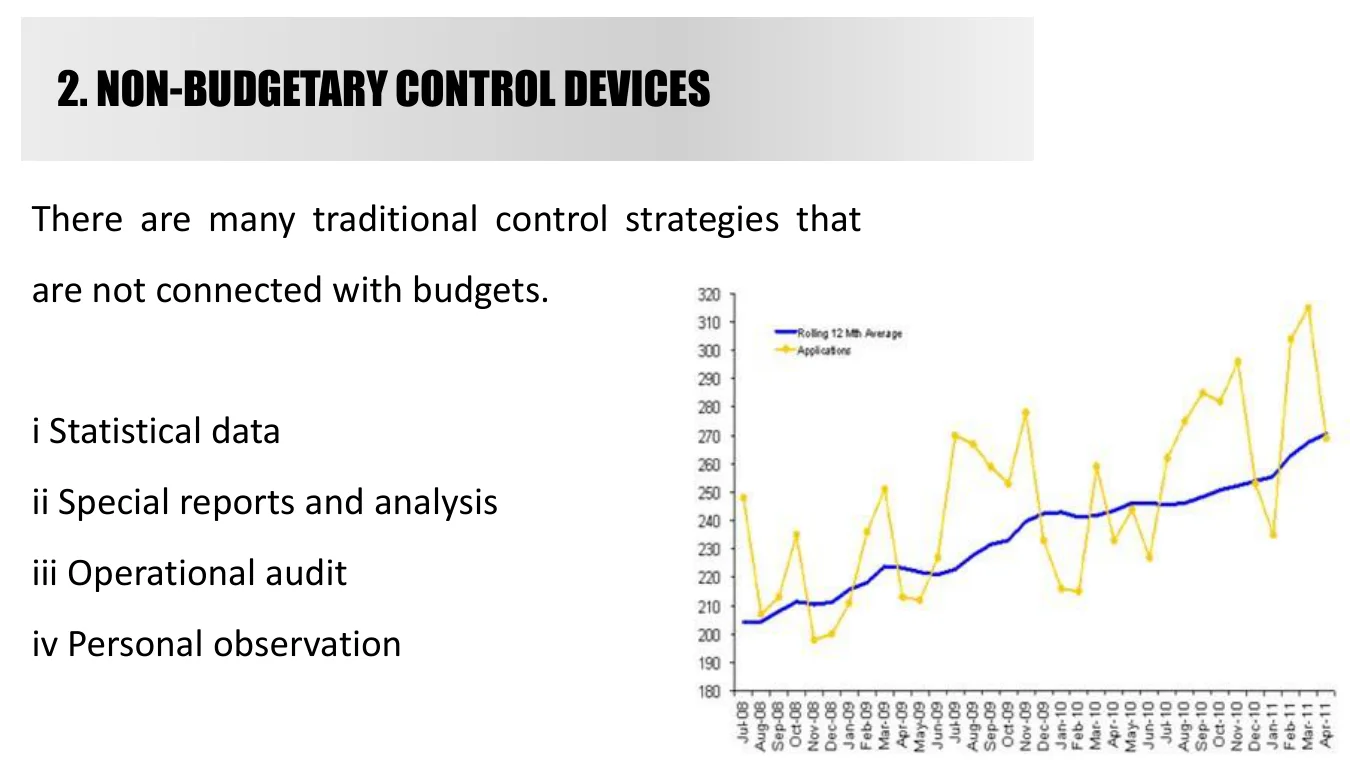 2. NON-BUDGETARY CONTROL DEVICES
There are many traditional control strategies that
are not connected with budgets.
i Statistical data
ii Special reports and analysis
iii Operational audit
iv Personal observation
320
310
300
290
280
270
260
250
240
230
220
210
200
190
180
Rolling 12 Mth Average
Applications
Jul-08
Aug-08
Sep-08
Oct-08
Nov-08
Dec-08
Jan-09
Feb-09
Mar-09
Apr-09
May-09
Jun-09
Jul-09
Aug-09
Sep-09
Oct-09
Nov-09
Dec-09
Jan-10
Feb-10
Mar-10
Apr-10
May-10
Jun-10
Jul-10
Aug-10
Sep-10
Oct-10
Nov-10
Dec-10
Jan-11
Feb-11
Mar-11
Apr-11